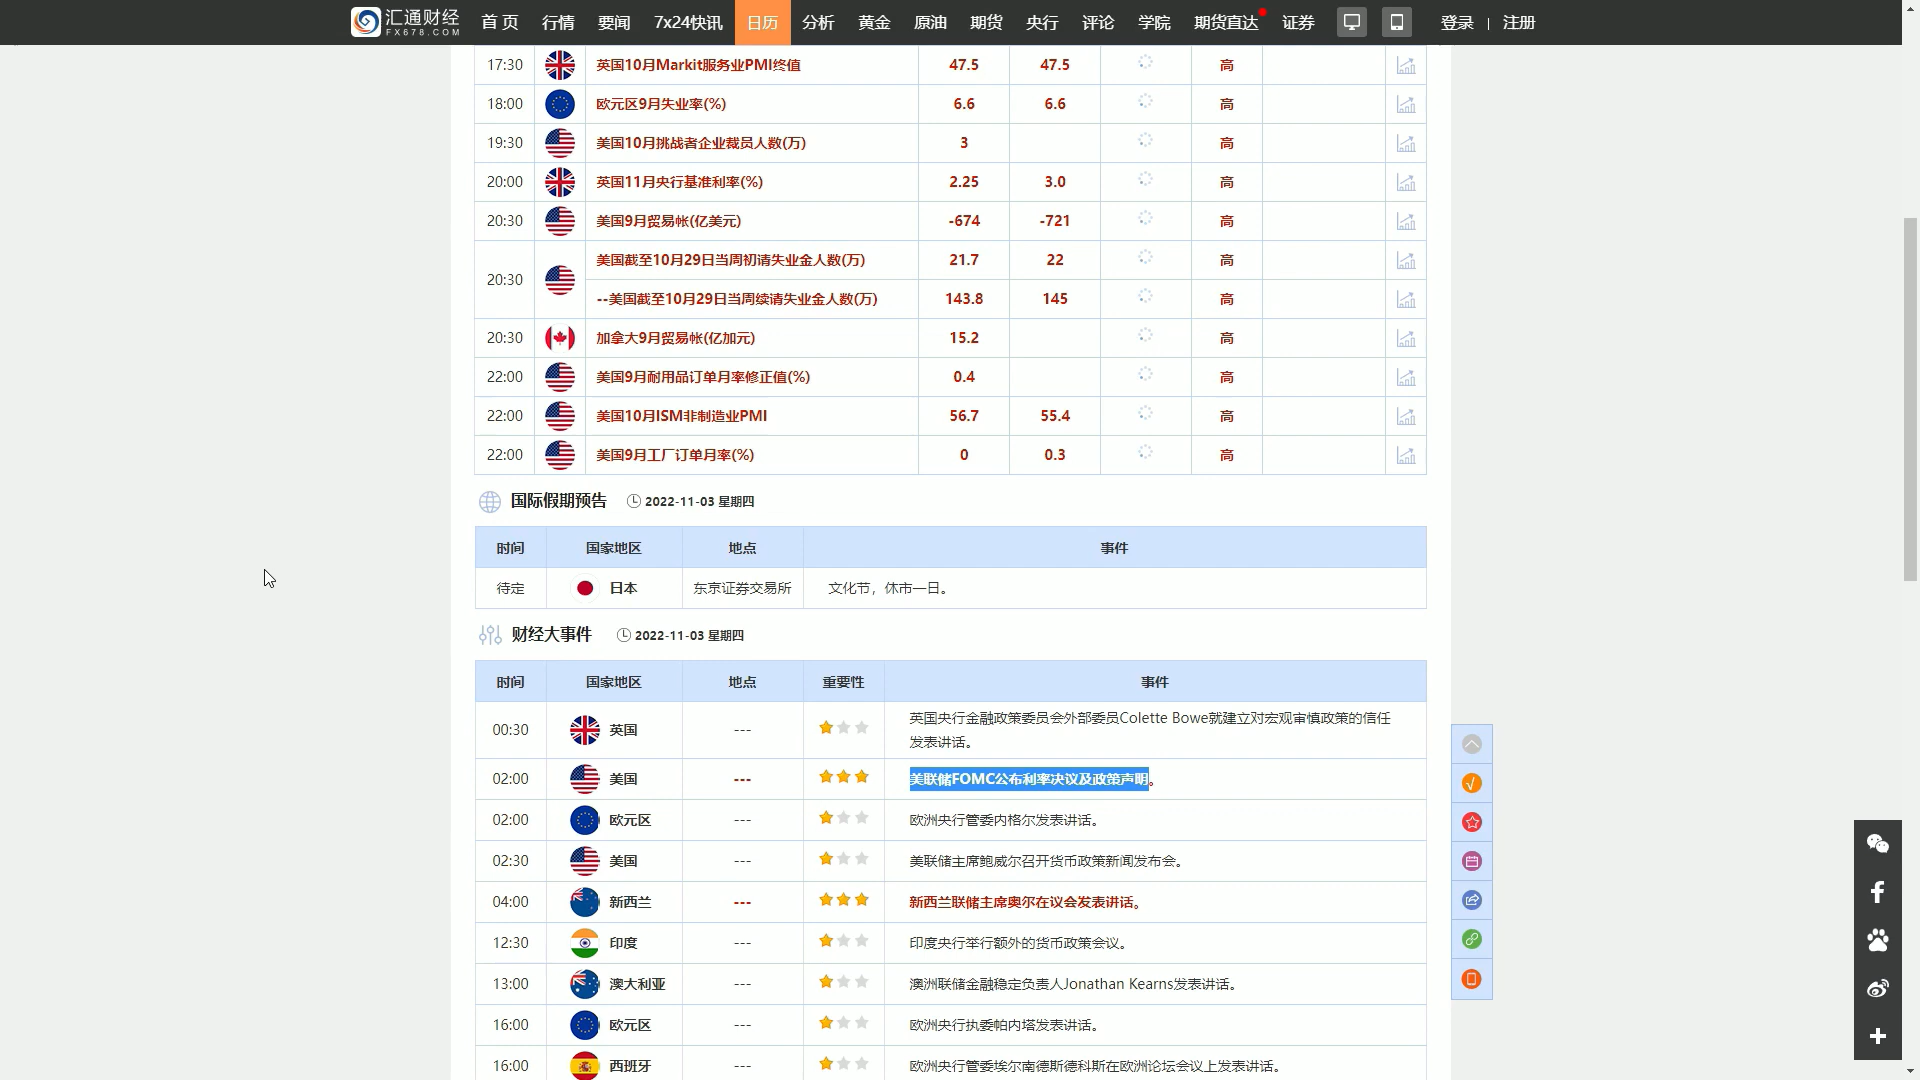 汇通财经 FX678.COM 首 页 行情 要闻 7x24快讯 日历 分析 黄金 原油 期货 央行 评论 学院 期货直达 证券 登录 | 注册
17:30 英国10月Markit服务业PMI终值 47.5 47.5 高
18:00 欧元区9月失业率(%) 6.6 6.6 高
19:30 美国10月挑战者企业裁员人数(万) 3 高
20:00 英国11月央行基准利率(%) 2.25 3.0 高
20:30 美国9月贸易帐(亿美元) -674 -721 高
20:30 美国截至10月29日当周初请失业金人数(万) 21.7 22 高
--美国截至10月29日当周续请失业金人数(万) 143.8 145 高
20:30 加拿大9月贸易帐(亿加元) 15.2 高
22:00 美国9月耐用品订单月率修正值(%) 0.4 高
22:00 美国10月ISM非制造业PMI 56.7 55.4 高
22:00 美国9月工厂订单月率(%) 0 0.3 高
国际假期预告 2022-11-03 星期四
时间 国家地区 地点 事件
待定 日本 东京证券交易所 文化节，休市一日。
财经大事件 2022-11-03 星期四
时间 国家地区 地点 重要性 事件
00:30 英国 --- 英国央行金融政策委员会外部委员Colette Bowe就建立对宏观审慎政策的信任
发表讲话。
02:00 美国 --- 美联储FOMC公布利率决议及政策声明。
02:00 欧元区 --- 欧洲央行管委内格尔发表讲话。
02:30 美国 --- 美联储主席鲍威尔召开货币政策新闻发布会。
04:00 新西兰 --- 新西兰联储主席奥尔在议会发表讲话。
12:30 印度 --- 印度央行举行额外的货币政策会议。
13:00 澳大利亚 --- 澳洲联储金融稳定负责人Jonathan Kearns发表讲话。
16:00 欧元区 --- 欧洲央行执委帕内塔发表讲话。
16:00 西班牙 --- 欧洲央行管委埃尔南德斯德科斯在欧洲论坛会议上发表讲话。